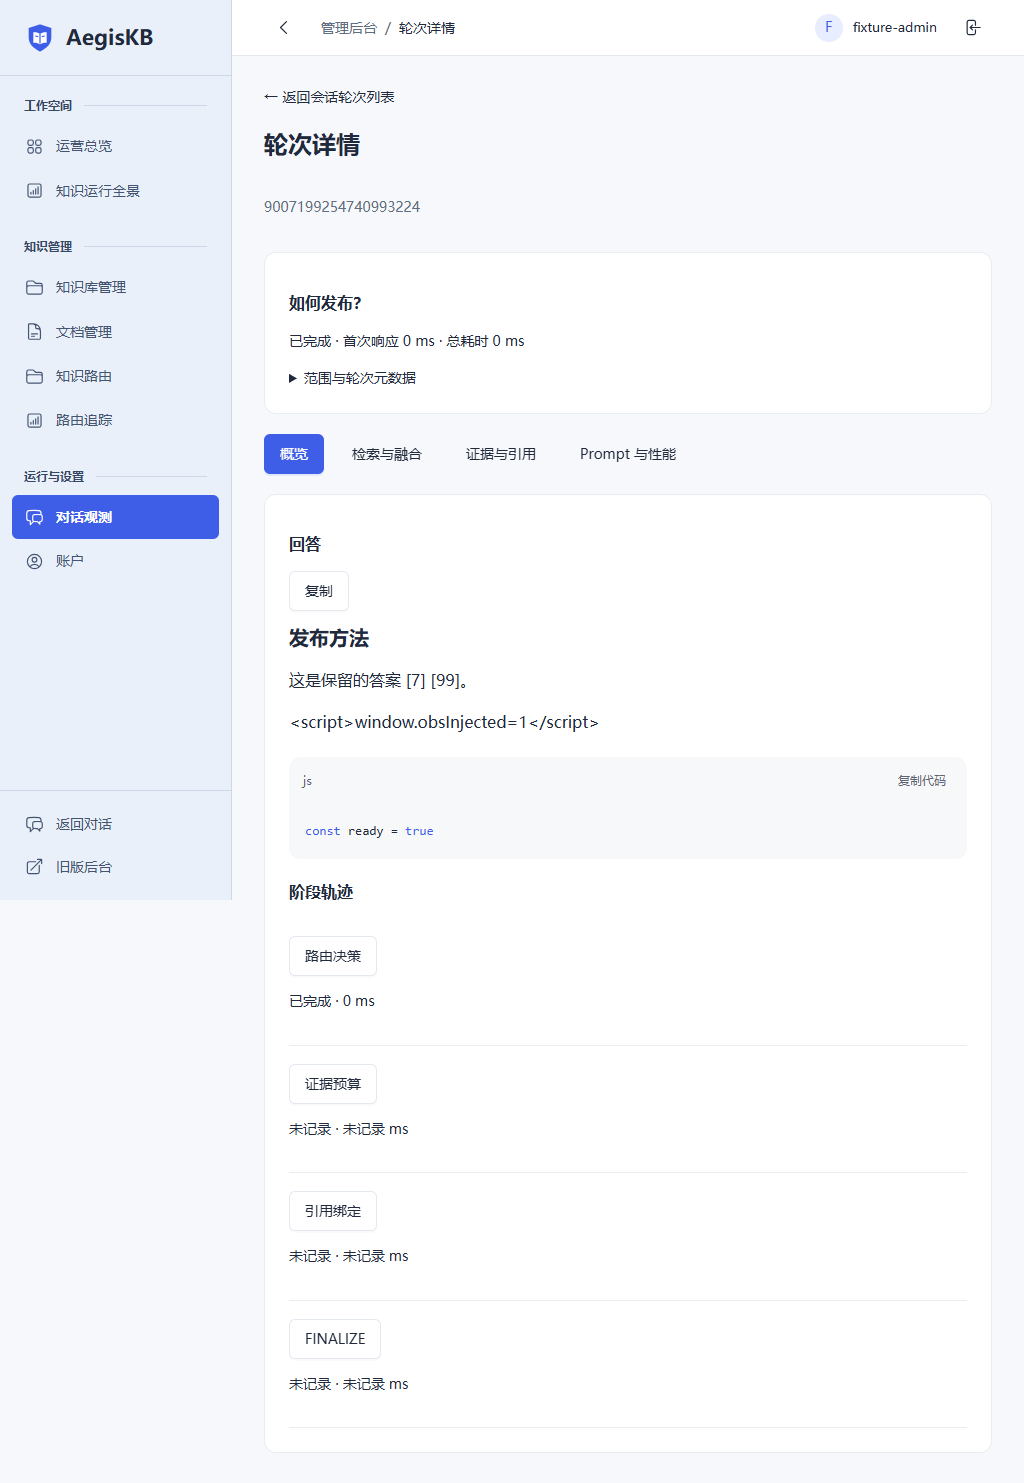 AegisKB
工作空间
运营总览
知识运行全景
知识管理
知识库管理
文档管理
知识路由
路由追踪
运行与设置
对话观测
账户
返回对话
旧版后台
管理后台 / 轮次详情
F fixture-admin
← 返回会话轮次列表
轮次详情
9007199254740993224
如何发布?
已完成 · 首次响应 0 ms · 总耗时 0 ms
▶ 范围与轮次元数据
概览 检索与融合 证据与引用 Prompt 与性能
回答
复制
发布方法
这是保留的答案 [7] [99]。
<script>window.obsInjected=1</script>
js 复制代码
const ready = true
阶段轨迹
路由决策
已完成 · 0 ms
证据预算
未记录 · 未记录 ms
引用绑定
未记录 · 未记录 ms
FINALIZE
未记录 · 未记录 ms